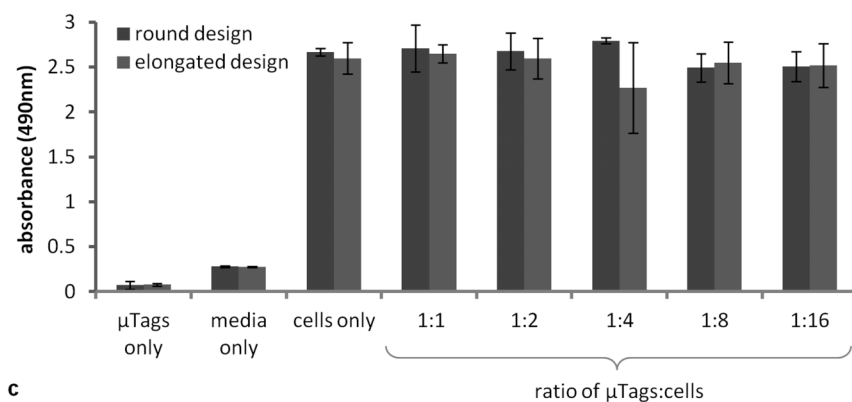 3
round design
elongated design
2.5
2
1.5
1
0.5
0
absorbance (490nm)
μTags only
media only
cells only
1:1
1:2
1:4
1:8
1:16
ratio of μTags:cells
c